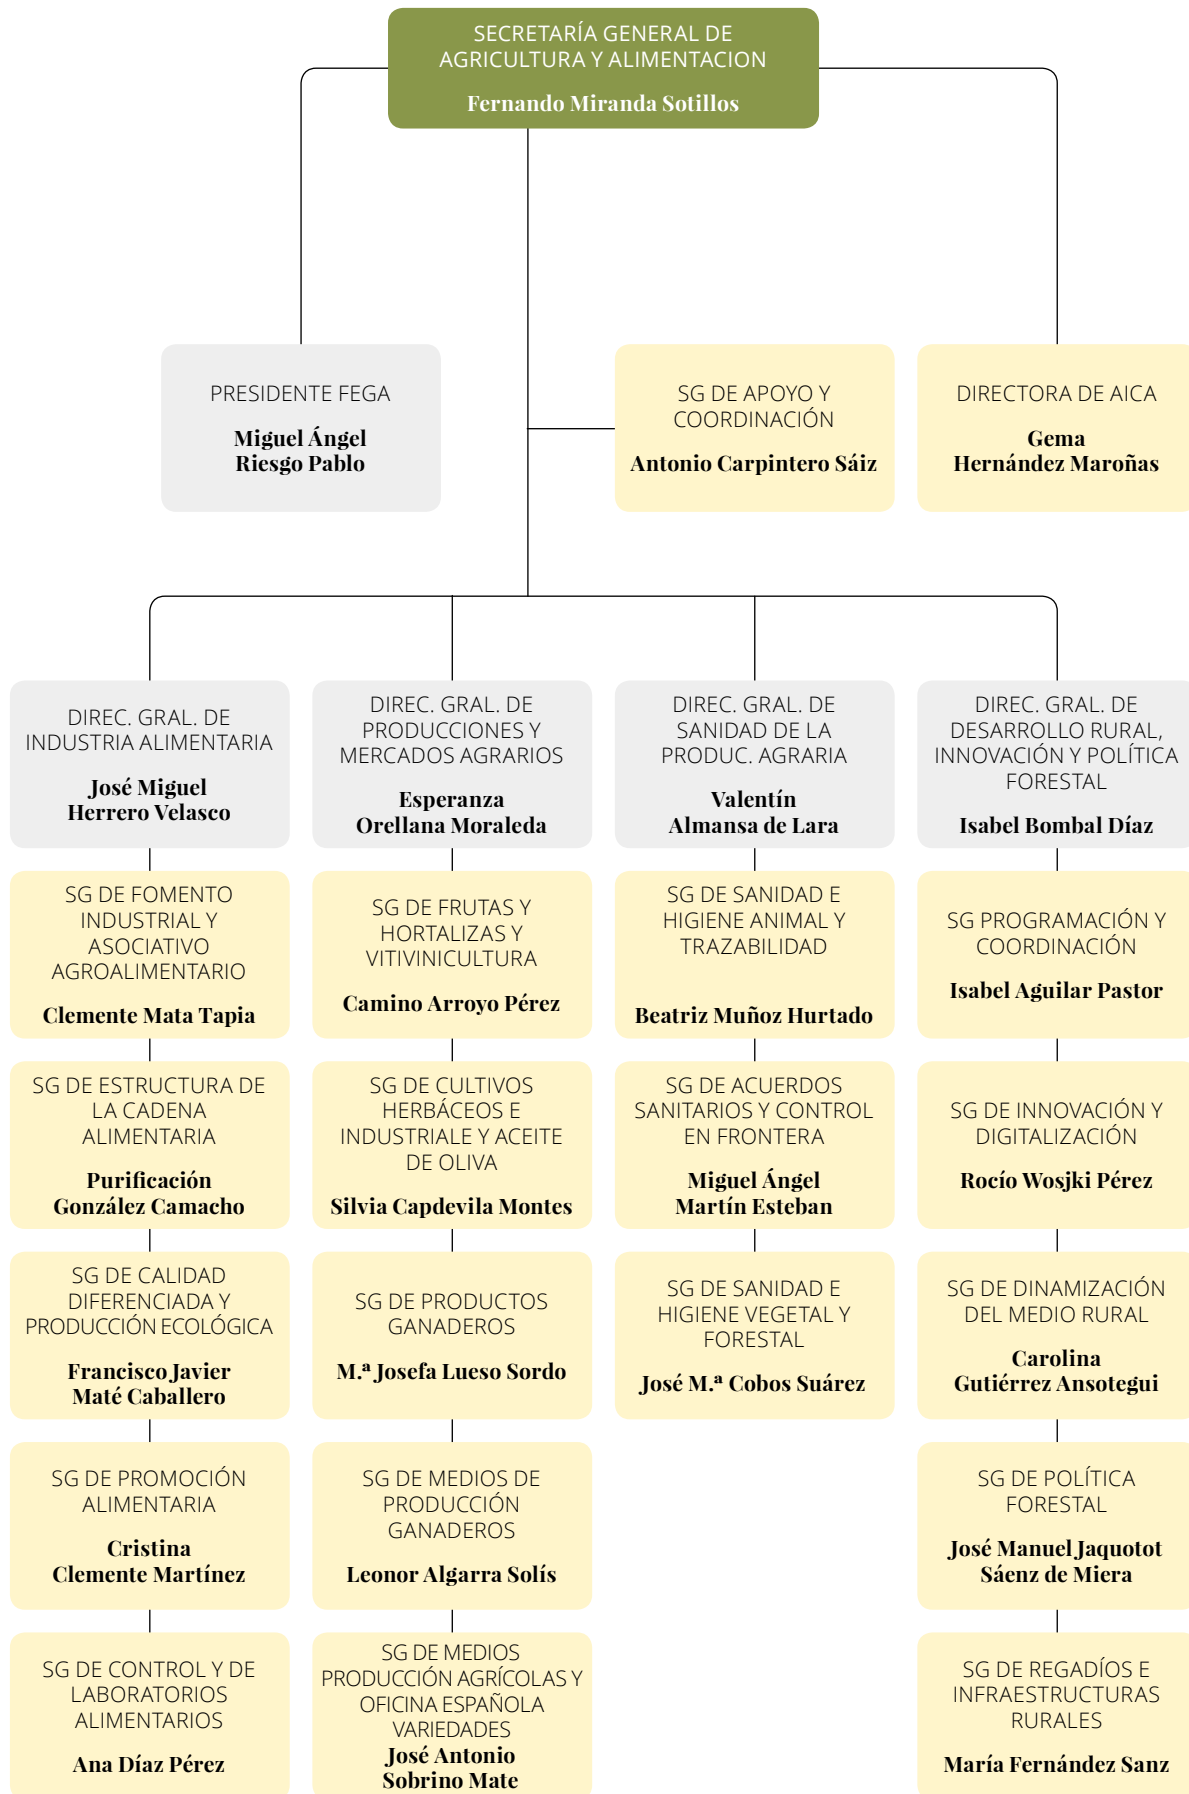 SECRETARÍA GENERAL DE
AGRICULTURA Y ALIMENTACION
Fernando Miranda Sotillos
PRESIDENTE FEGA
Miguel Ángel
Riesgo Pablo
SG DE APOYO Y
COORDINACIÓN
Antonio Carpintero Sáiz
DIRECTORA DE AICA
Gema
Hernández Maroñas
DIREC. GRAL. DE
INDUSTRIA ALIMENTARIA
José Miguel
Herrero Velasco
DIREC. GRAL. DE
PRODUCCIONES Y
MERCADOS AGRARIOS
Esperanza
Orellana Moraleda
DIREC. GRAL. DE
SANIDAD DE LA
PRODUC. AGRARIA
Valentín
Almansa de Lara
DIREC. GRAL. DE
DESARROLLO RURAL,
INNOVACIÓN Y POLÍTICA
FORESTAL
Isabel Bombal Díaz
SG DE FOMENTO
INDUSTRIAL Y
ASOCIATIVO
AGROALIMENTARIO
Clemente Mata Tapia
SG DE FRUTAS Y
HORTALIZAS Y
VITIVINICULTURA
Camino Arroyo Pérez
SG DE SANIDAD E
HIGIENE ANIMAL Y
TRAZABILIDAD
Beatriz Muñoz Hurtado
SG PROGRAMACIÓN Y
COORDINACIÓN
Isabel Aguilar Pastor
SG DE ESTRUCTURA DE
LA CADENA
ALIMENTARIA
Purificación
González Camacho
SG DE CULTIVOS
HERBÁCEOS E
INDUSTRIALE Y ACEITE
DE OLIVA
Silvia Capdevila Montes
SG DE ACUERDOS
SANITARIOS Y CONTROL
EN FRONTERA
Miguel Ángel
Martín Esteban
SG DE INNOVACIÓN Y
DIGITALIZACIÓN
Rocío Wosjki Pérez
SG DE CALIDAD
DIFERENCIADA Y
PRODUCCIÓN ECOLÓGICA
Francisco Javier
Maté Caballero
SG DE PRODUCTOS
GANADEROS
M.ª Josefa Lueso Sordo
SG DE SANIDAD E
HIGIENE VEGETAL Y
FORESTAL
José M.ª Cobos Suárez
SG DE DINAMIZACIÓN
DEL MEDIO RURAL
Carolina
Gutiérrez Ansotegui
SG DE PROMOCIÓN
ALIMENTARIA
Cristina
Clemente Martínez
SG DE MEDIOS DE
PRODUCCIÓN
GANADEROS
Leonor Algarra Solís
SG DE POLÍTICA
FORESTAL
José Manuel Jaquotot
Sáenz de Miera
SG DE CONTROL Y DE
LABORATORIOS
ALIMENTARIOS
Ana Díaz Pérez
SG DE MEDIOS
PRODUCCIÓN AGRÍCOLAS Y
OFICINA ESPAÑOLA
VARIEDADES
José Antonio
Sobrino Mate
SG DE REGADÍOS E
INFRAESTRUCTURAS
RURALES
María Fernández Sanz